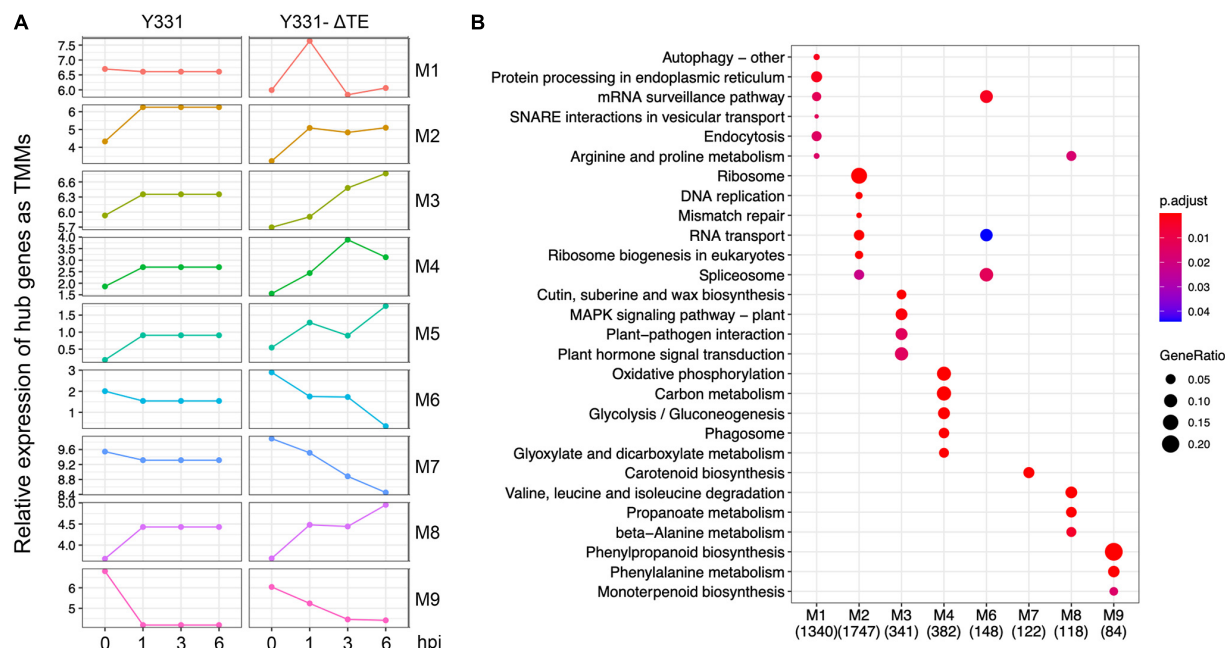 A
Y331
Y331- ΔTE
Relative expression of hub genes as TMMs
7.5
7.0
6.5
6.0
M1
6
5
4
M2
6.6
6.3
6.0
5.7
M3
4.0
3.5
3.0
2.5
2.0
1.5
M4
1.5
1.0
0.5
M5
3
2
1
M6
9.6
9.2
8.8
8.4
M7
5.0
4.5
4.0
M8
6
5
M9
0 1 3 6 0 1 3 6 hpi
B
Autophagy − other
Protein processing in endoplasmic reticulum
mRNA surveillance pathway
SNARE interactions in vesicular transport
Endocytosis
Arginine and proline metabolism
Ribosome
DNA replication
Mismatch repair
RNA transport
Ribosome biogenesis in eukaryotes
Spliceosome
Cutin, suberine and wax biosynthesis
MAPK signaling pathway − plant
Plant−pathogen interaction
Plant hormone signal transduction
Oxidative phosphorylation
Carbon metabolism
Glycolysis / Gluconeogenesis
Phagosome
Glyoxylate and dicarboxylate metabolism
Carotenoid biosynthesis
Valine, leucine and isoleucine degradation
Propanoate metabolism
beta−Alanine metabolism
Phenylpropanoid biosynthesis
Phenylalanine metabolism
Monoterpenoid biosynthesis
M1 M2 M3 M4 M6 M7 M8 M9
(1340)(1747) (341) (382) (148) (122) (118) (84)
p.adjust
0.01
0.02
0.03
0.04
GeneRatio
0.05
0.10
0.15
0.20